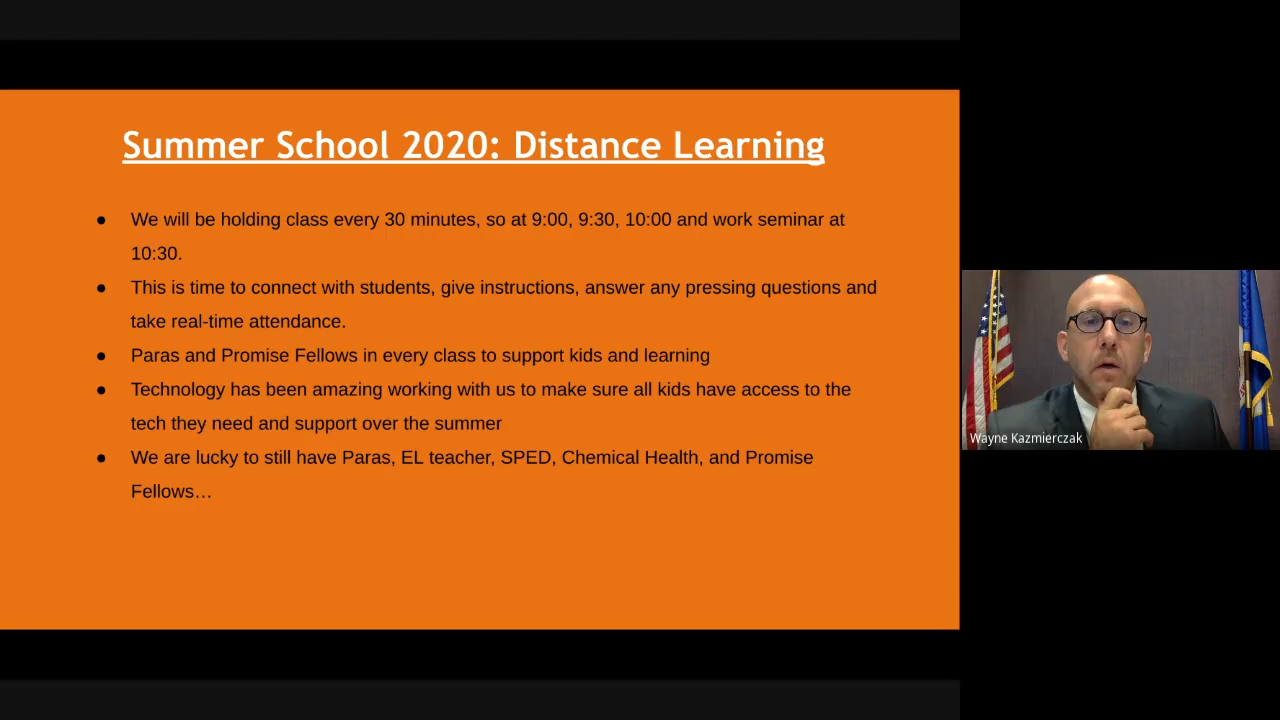 Summer School 2020: Distance Learning
● We will be holding class every 30 minutes, so at 9:00, 9:30, 10:00 and work seminar at
10:30.
● This is time to connect with students, give instructions, answer any pressing questions and
take real-time attendance.
● Paras and Promise Fellows in every class to support kids and learning
● Technology has been amazing working with us to make sure all kids have access to the
tech they need and support over the summer
● We are lucky to still have Paras, EL teacher, SPED, Chemical Health, and Promise
Fellows…
Wayne Kazmierczak